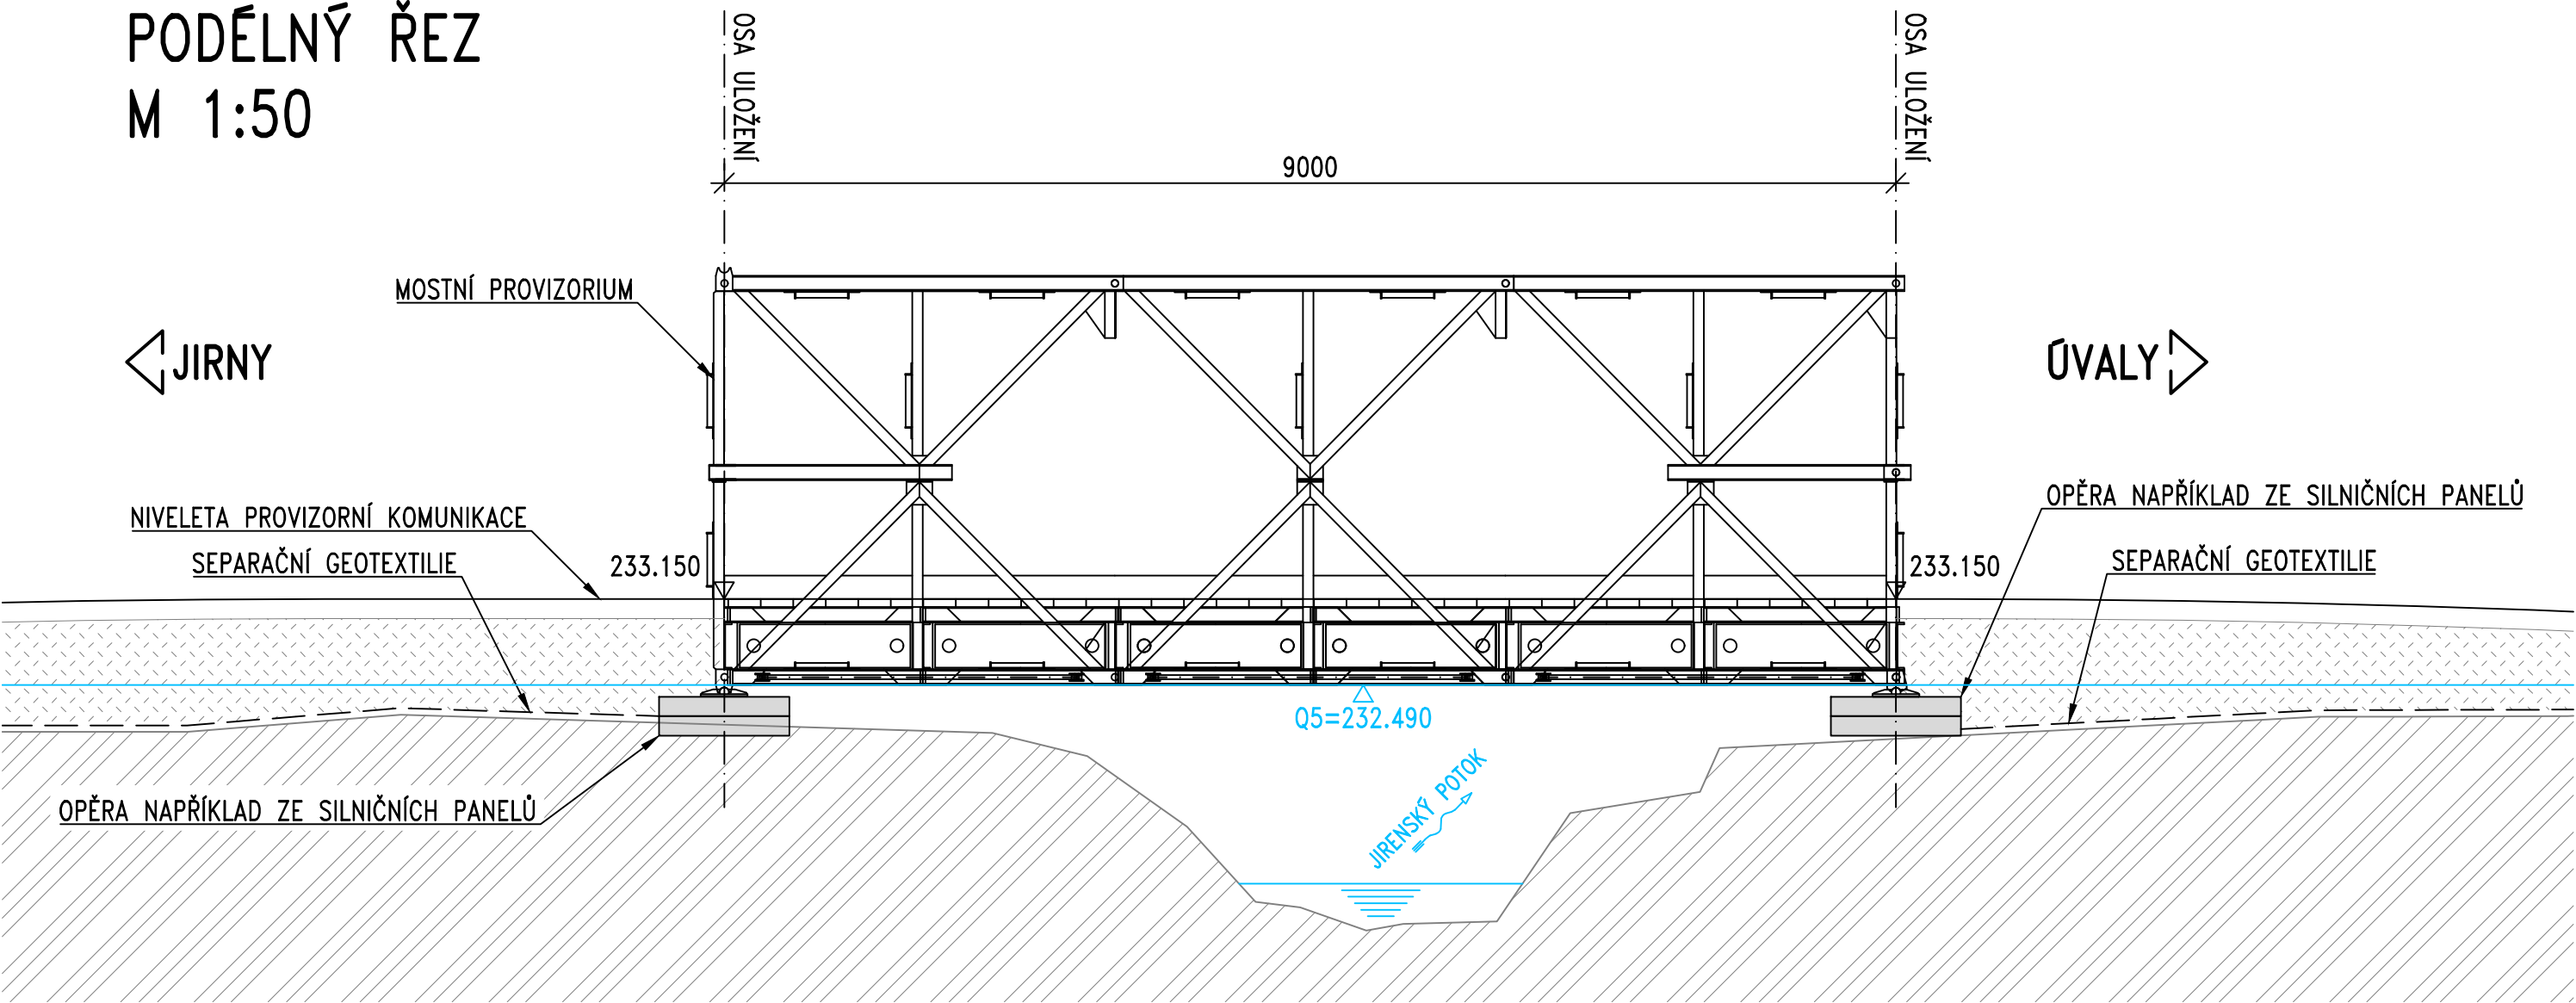 PODÉLNÝ ŘEZ
M 1:50
OSA ULOŽENÍ
OSA ULOŽENÍ
9000
MOSTNÍ PROVIZORIUM
JIRNY
ÚVALY
NIVELETA PROVIZORNÍ KOMUNIKACE
SEPARAČNÍ GEOTEXTILIE
233.150
233.150
OPĚRA NAPŘÍKLAD ZE SILNIČNÍCH PANELŮ
SEPARAČNÍ GEOTEXTILIE
Q5=232.490
JIRENSKÝ POTOK
OPĚRA NAPŘÍKLAD ZE SILNIČNÍCH PANELŮ